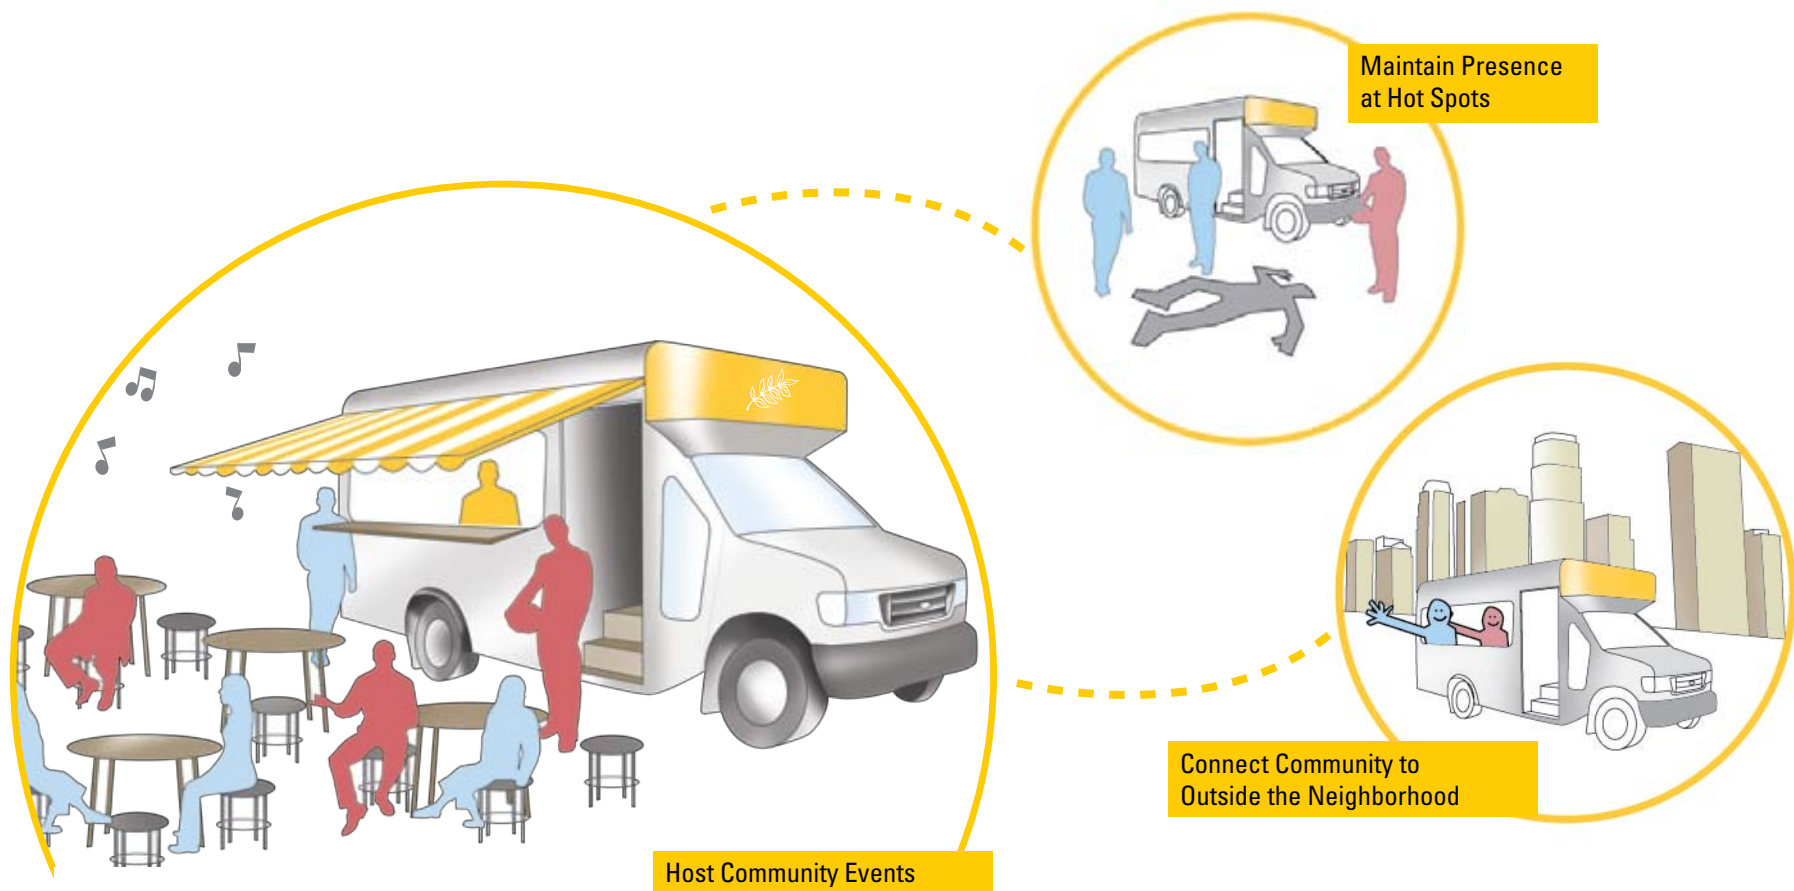 Maintain Presence
at Hot Spots
Connect Community to
Outside the Neighborhood
Host Community Events